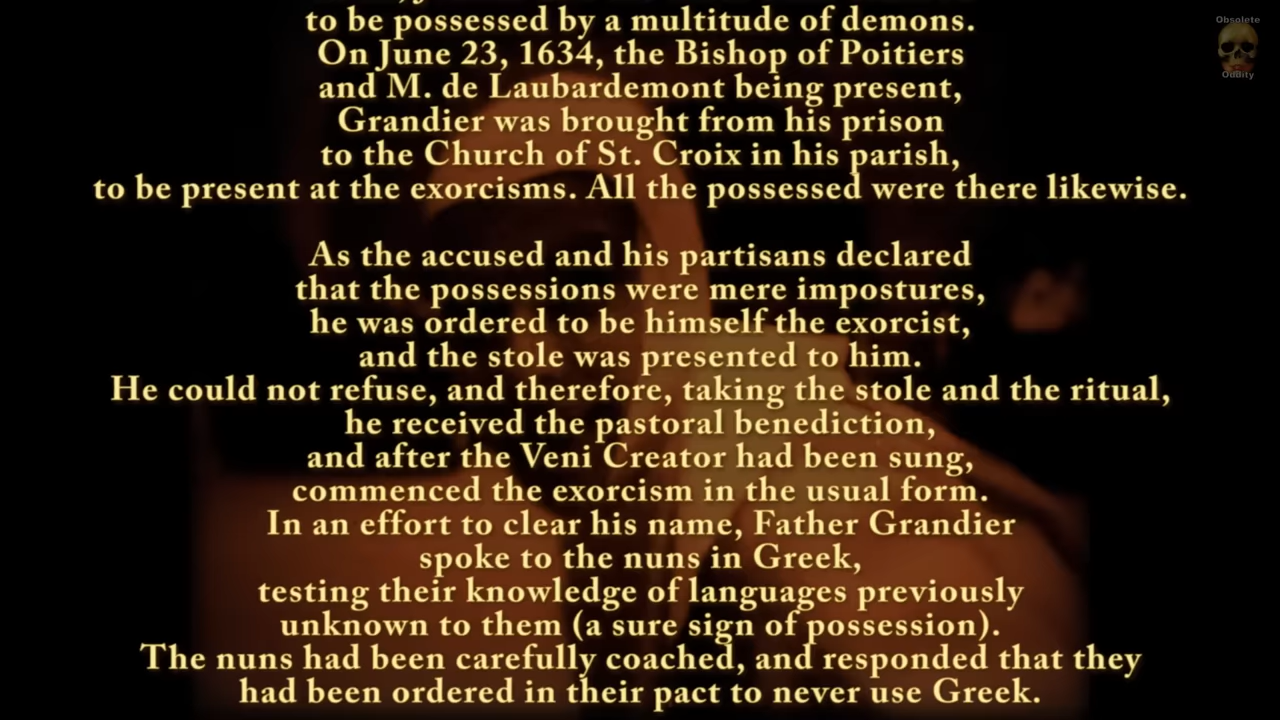 to be possessed by a multitude of demons.
On June 23, 1634, the Bishop of Poitiers
and M. de Laubardemont being present,
Grandier was brought from his prison
to the Church of St. Croix in his parish,
to be present at the exorcisms. All the possessed were there likewise.
As the accused and his partisans declared
that the possessions were mere impostures,
he was ordered to be himself the exorcist,
and the stole was presented to him.
He could not refuse, and therefore, taking the stole and the ritual,
he received the pastoral benediction,
and after the Veni Creator had been sung,
commenced the exorcism in the usual form.
In an effort to clear his name, Father Grandier
spoke to the nuns in Greek,
testing their knowledge of languages previously
unknown to them (a sure sign of possession).
The nuns had been carefully coached, and responded that they
had been ordered in their pact to never use Greek.
Obsolete
Oddity